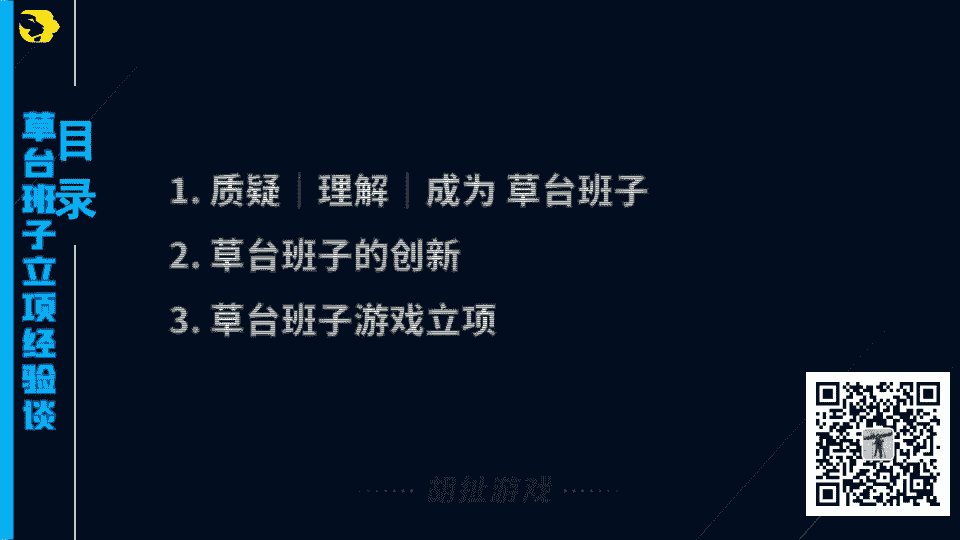 草台班子立项经验谈
目录
1. 质疑｜理解｜成为 草台班子
2. 草台班子的创新
3. 草台班子游戏立项
胡扯游戏